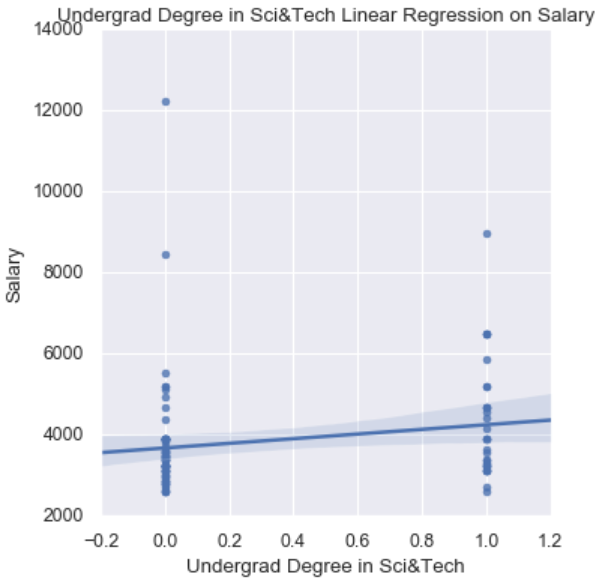 Undergrad Degree in Sci&Tech Linear Regression on Salary
14000
12000
10000
8000
6000
4000
2000
Salary
−0.2 0.0 0.2 0.4 0.6 0.8 1.0 1.2
Undergrad Degree in Sci&Tech